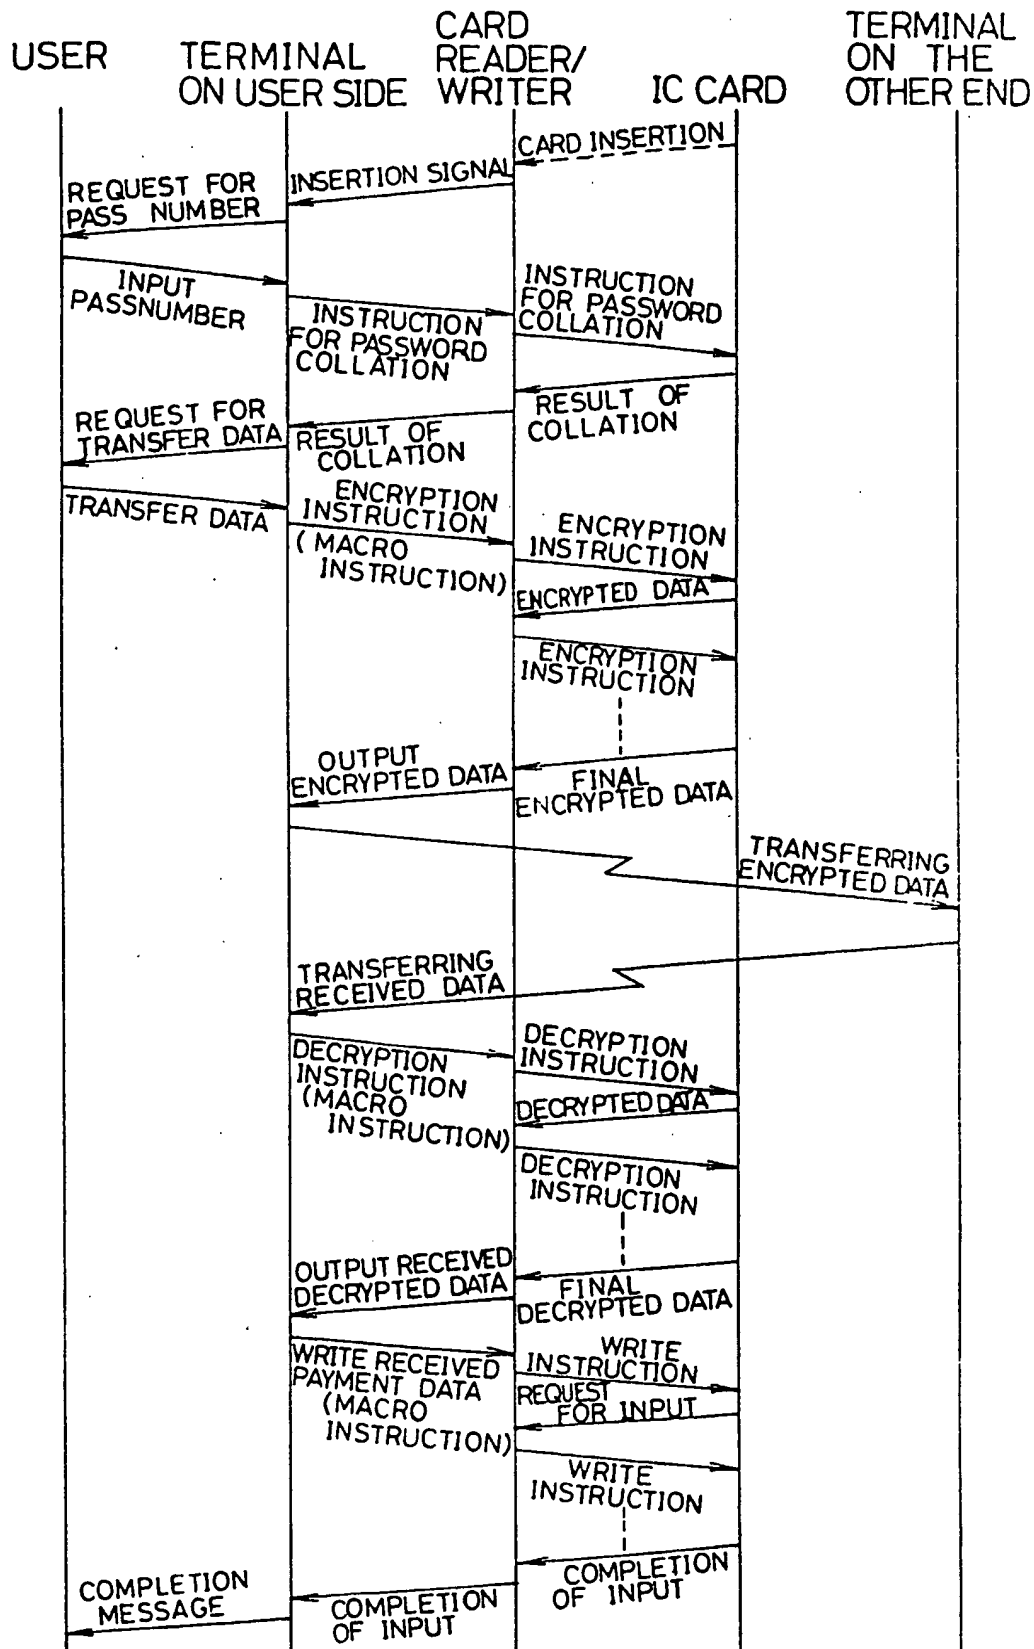 USER
TERMINAL
ON USER SIDE
CARD
READER/
WRITER
IC CARD
TERMINAL
ON THE
OTHER END
CARD INSERTION
INSERTION SIGNAL
REQUEST FOR
PASS NUMBER
INPUT
PASSNUMBER
INSTRUCTION
FOR PASSWORD
COLLATION
INSTRUCTION
FOR PASSWORD
COLLATION
RESULT OF
COLLATION
RESULT OF
COLLATION
REQUEST FOR
TRANSFER DATA
TRANSFER DATA
ENCRYPTION
INSTRUCTION
(MACRO
INSTRUCTION)
ENCRYPTION
INSTRUCTION
ENCRYPTED DATA
ENCRYPTION
INSTRUCTION
FINAL
ENCRYPTED DATA
OUTPUT
ENCRYPTED DATA
TRANSFERRING
ENCRYPTED DATA
TRANSFERRING
RECEIVED DATA
DECRYPTION
INSTRUCTION
(MACRO
INSTRUCTION)
DECRYPTION
INSTRUCTION
DECRYPTED DATA
DECRYPTION
INSTRUCTION
FINAL
DECRYPTED DATA
OUTPUT RECEIVED
DECRYPTED DATA
WRITE RECEIVED
PAYMENT DATA
(MACRO
INSTRUCTION)
WRITE
INSTRUCTION
REQUEST
FOR INPUT
WRITE
INSTRUCTION
COMPLETION
OF INPUT
COMPLETION
OF INPUT
COMPLETION
MESSAGE